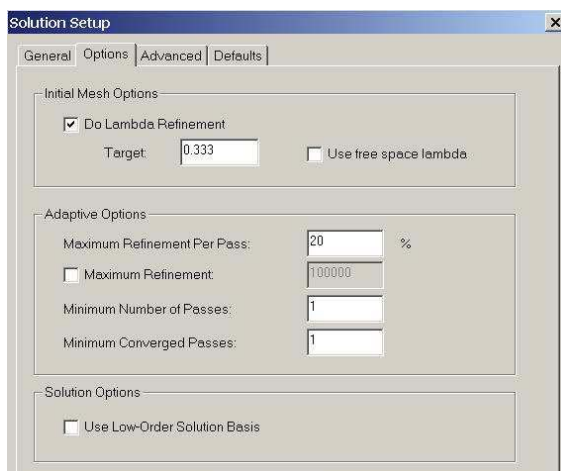 Solution Setup
General Options Advanced Defaults
Initial Mesh Options
Do Lambda Refinement
Target: 0.333 Use free space lambda
Adaptive Options
Maximum Refinement Per Pass: 20 %
Maximum Refinement: 100000
Minimum Number of Passes: 1
Minimum Converged Passes: 1
Solution Options
Use Low-Order Solution Basis